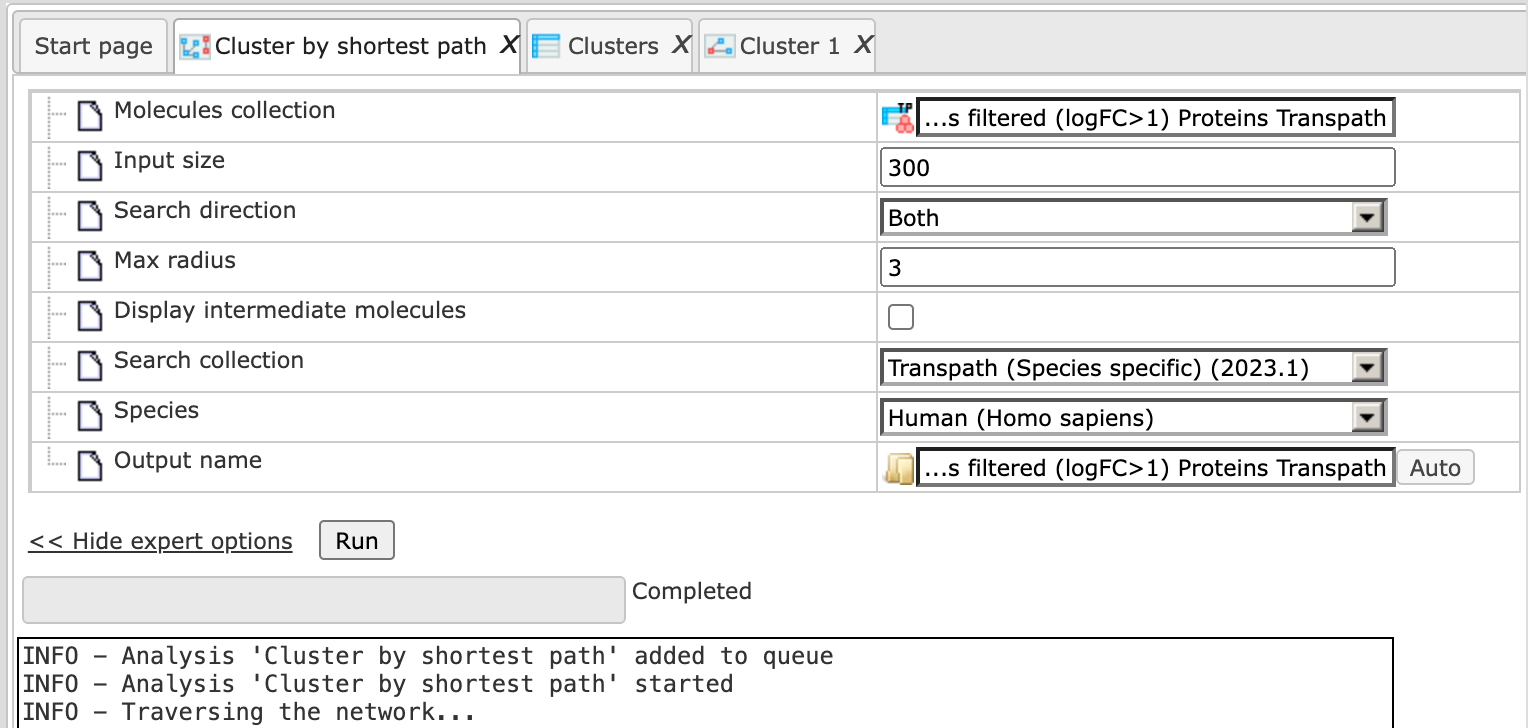 Start page Cluster by shortest path X Clusters X Cluster 1 X
Molecules collection TP ...s filtered (logFC>1) Proteins Transpath
Input size 300
Search direction Both
Max radius 3
Display intermediate molecules
Search collection Transpath (Species specific) (2023.1)
Species Human (Homo sapiens)
Output name ...s filtered (logFC>1) Proteins Transpath Auto
<< Hide expert options Run
Completed
INFO - Analysis 'Cluster by shortest path' added to queue
INFO - Analysis 'Cluster by shortest path' started
INFO - Traversing the network...